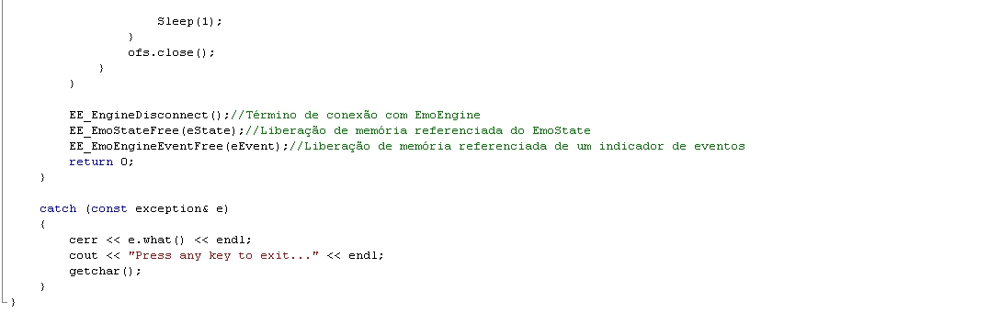 Sleep(1);
}
ofs.close();
}
}
EE_EngineDisconnect();//Término de conexão com EmoEngine
EE_EmoStateFree(eState);//Liberação de memória referenciada do EmoState
EE_EmoEngineEventFree(eEvent);//Liberação de memória referenciada de um indicador de eventos
return 0;
}
catch (const exception& e)
{
cerr << e.what() << endl;
cout << "Press any key to exit..." << endl;
getchar();
}
}